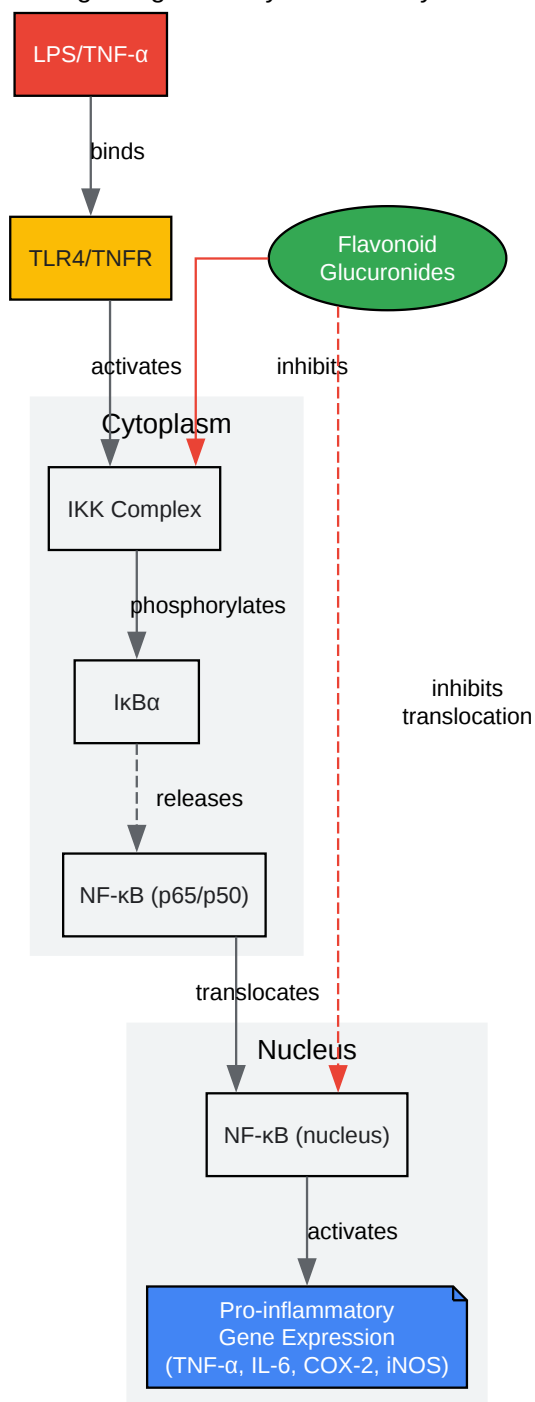 LPS/TNF-α
binds
TLR4/TNFR
Flavonoid
Glucuronides
activates
inhibits
Cytoplasm
IKK Complex
phosphorylates
IκBα
inhibits
translocation
releases
NF-κB (p65/p50)
translocates
Nucleus
NF-κB (nucleus)
activates
Pro-inflammatory
Gene Expression
(TNF-α, IL-6, COX-2, iNOS)